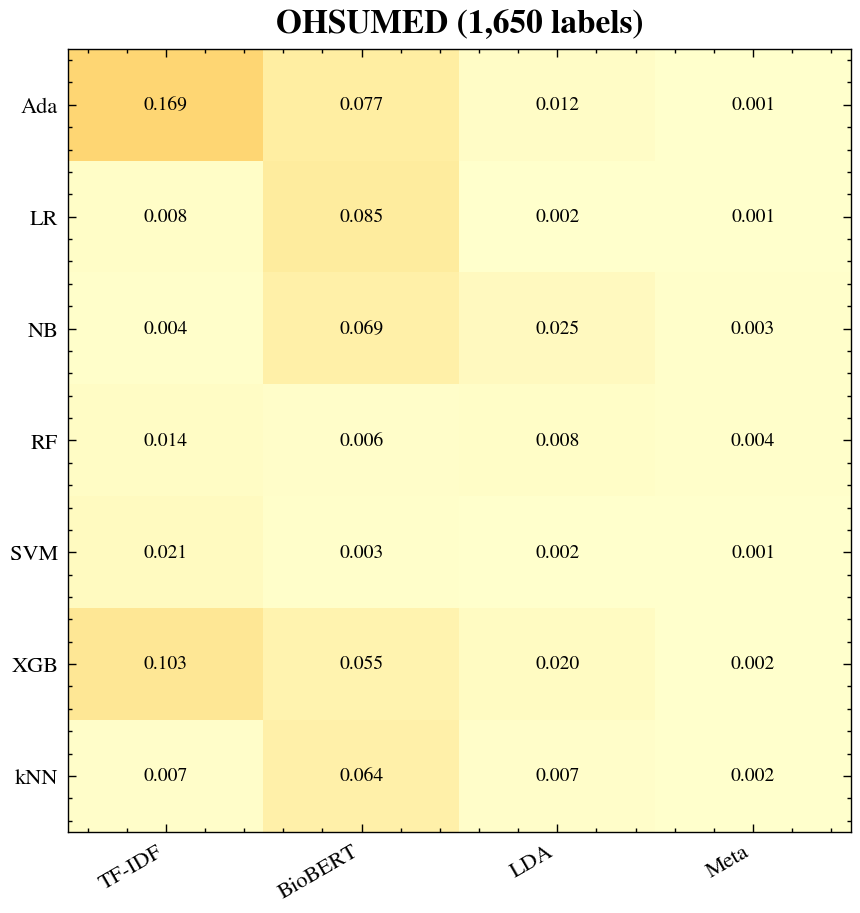 OHSUMED (1,650 labels)
Ada 0.169 0.077 0.012 0.001
LR 0.008 0.085 0.002 0.001
NB 0.004 0.069 0.025 0.003
RF 0.014 0.006 0.008 0.004
SVM 0.021 0.003 0.002 0.001
XGB 0.103 0.055 0.020 0.002
kNN 0.007 0.064 0.007 0.002
TF-IDF BioBERT LDA Meta